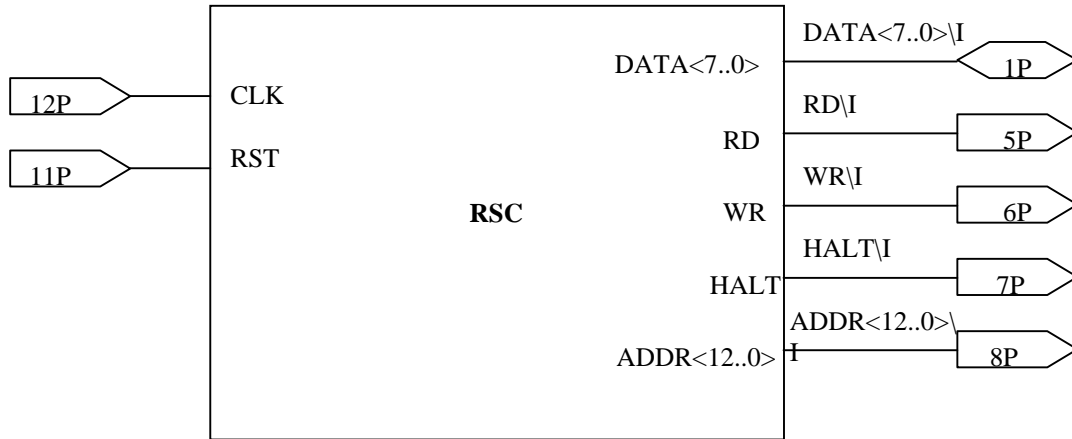 DATA<7..0>\I
DATA<7..0>
1P
12P
CLK
RD\I
RD
5P
11P
RST
WR\I
RSC
WR
6P
HALT\I
HALT
7P
ADDR<12..0>\
I
ADDR<12..0>
8P